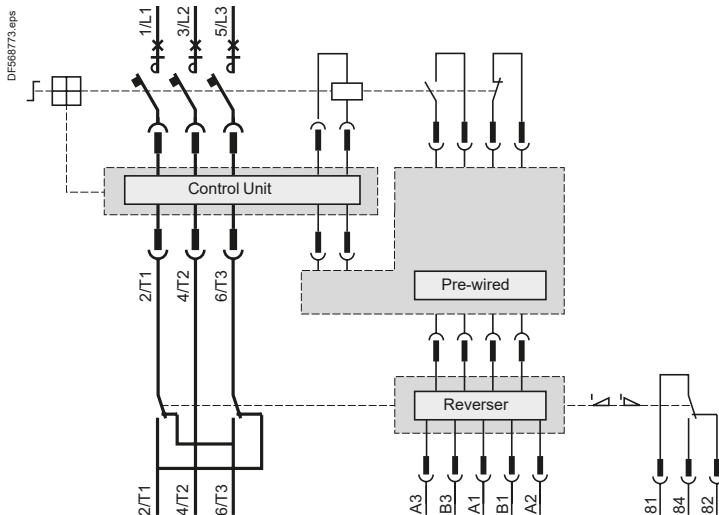 DF568773.eps
1/L1
3/L2
5/L3
Control Unit
2/T1
4/T2
6/T3
Pre-wired
Reverser
2/T1
4/T2
6/T3
A3
B3
A1
B1
A2
81
84
82